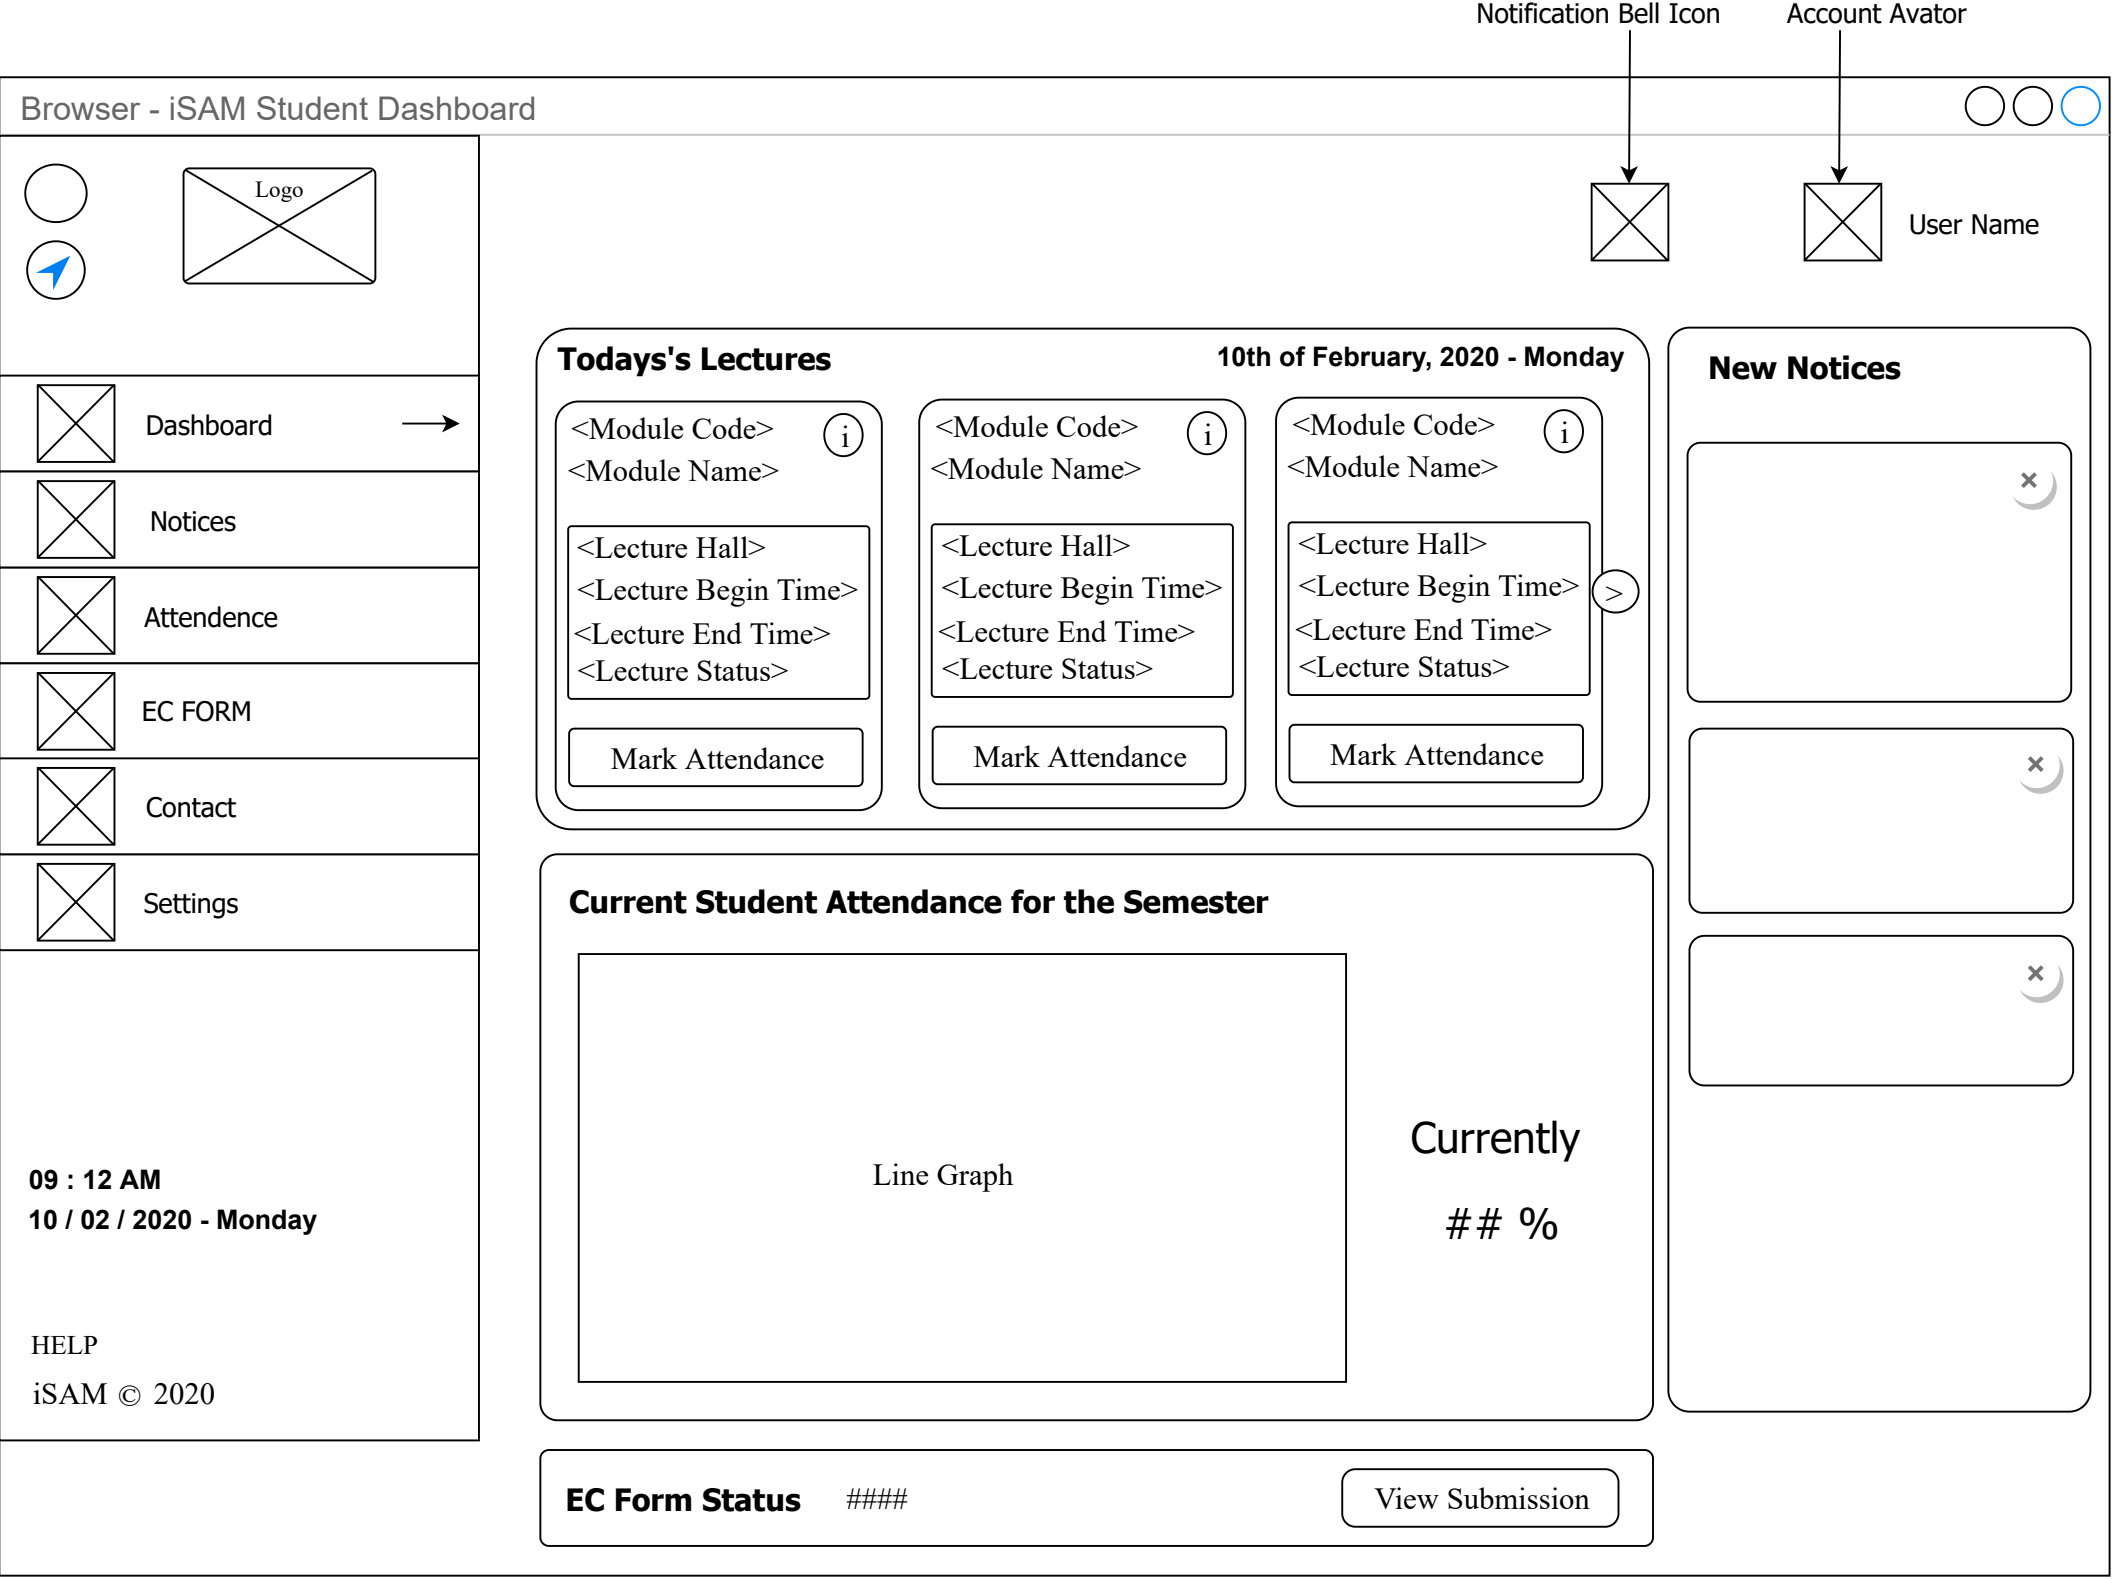 Notification Bell Icon
Account Avator
Browser - iSAM Student Dashboard
Logo
User Name
Dashboard
Notices
Attendence
EC FORM
Contact
Settings
09 : 12 AM
10 / 02 / 2020 - Monday
HELP
iSAM © 2020
Todays's Lectures
10th of February, 2020 - Monday
<Module Code>
i
<Module Name>
<Lecture Hall>
<Lecture Begin Time>
<Lecture End Time>
<Lecture Status>
Mark Attendance
<Module Code>
i
<Module Name>
<Lecture Hall>
<Lecture Begin Time>
<Lecture End Time>
<Lecture Status>
Mark Attendance
<Module Code>
i
<Module Name>
<Lecture Hall>
<Lecture Begin Time>
<Lecture End Time>
<Lecture Status>
Mark Attendance
>
Current Student Attendance for the Semester
Line Graph
Currently
## %
EC Form Status ####
View Submission
New Notices
×
×
×